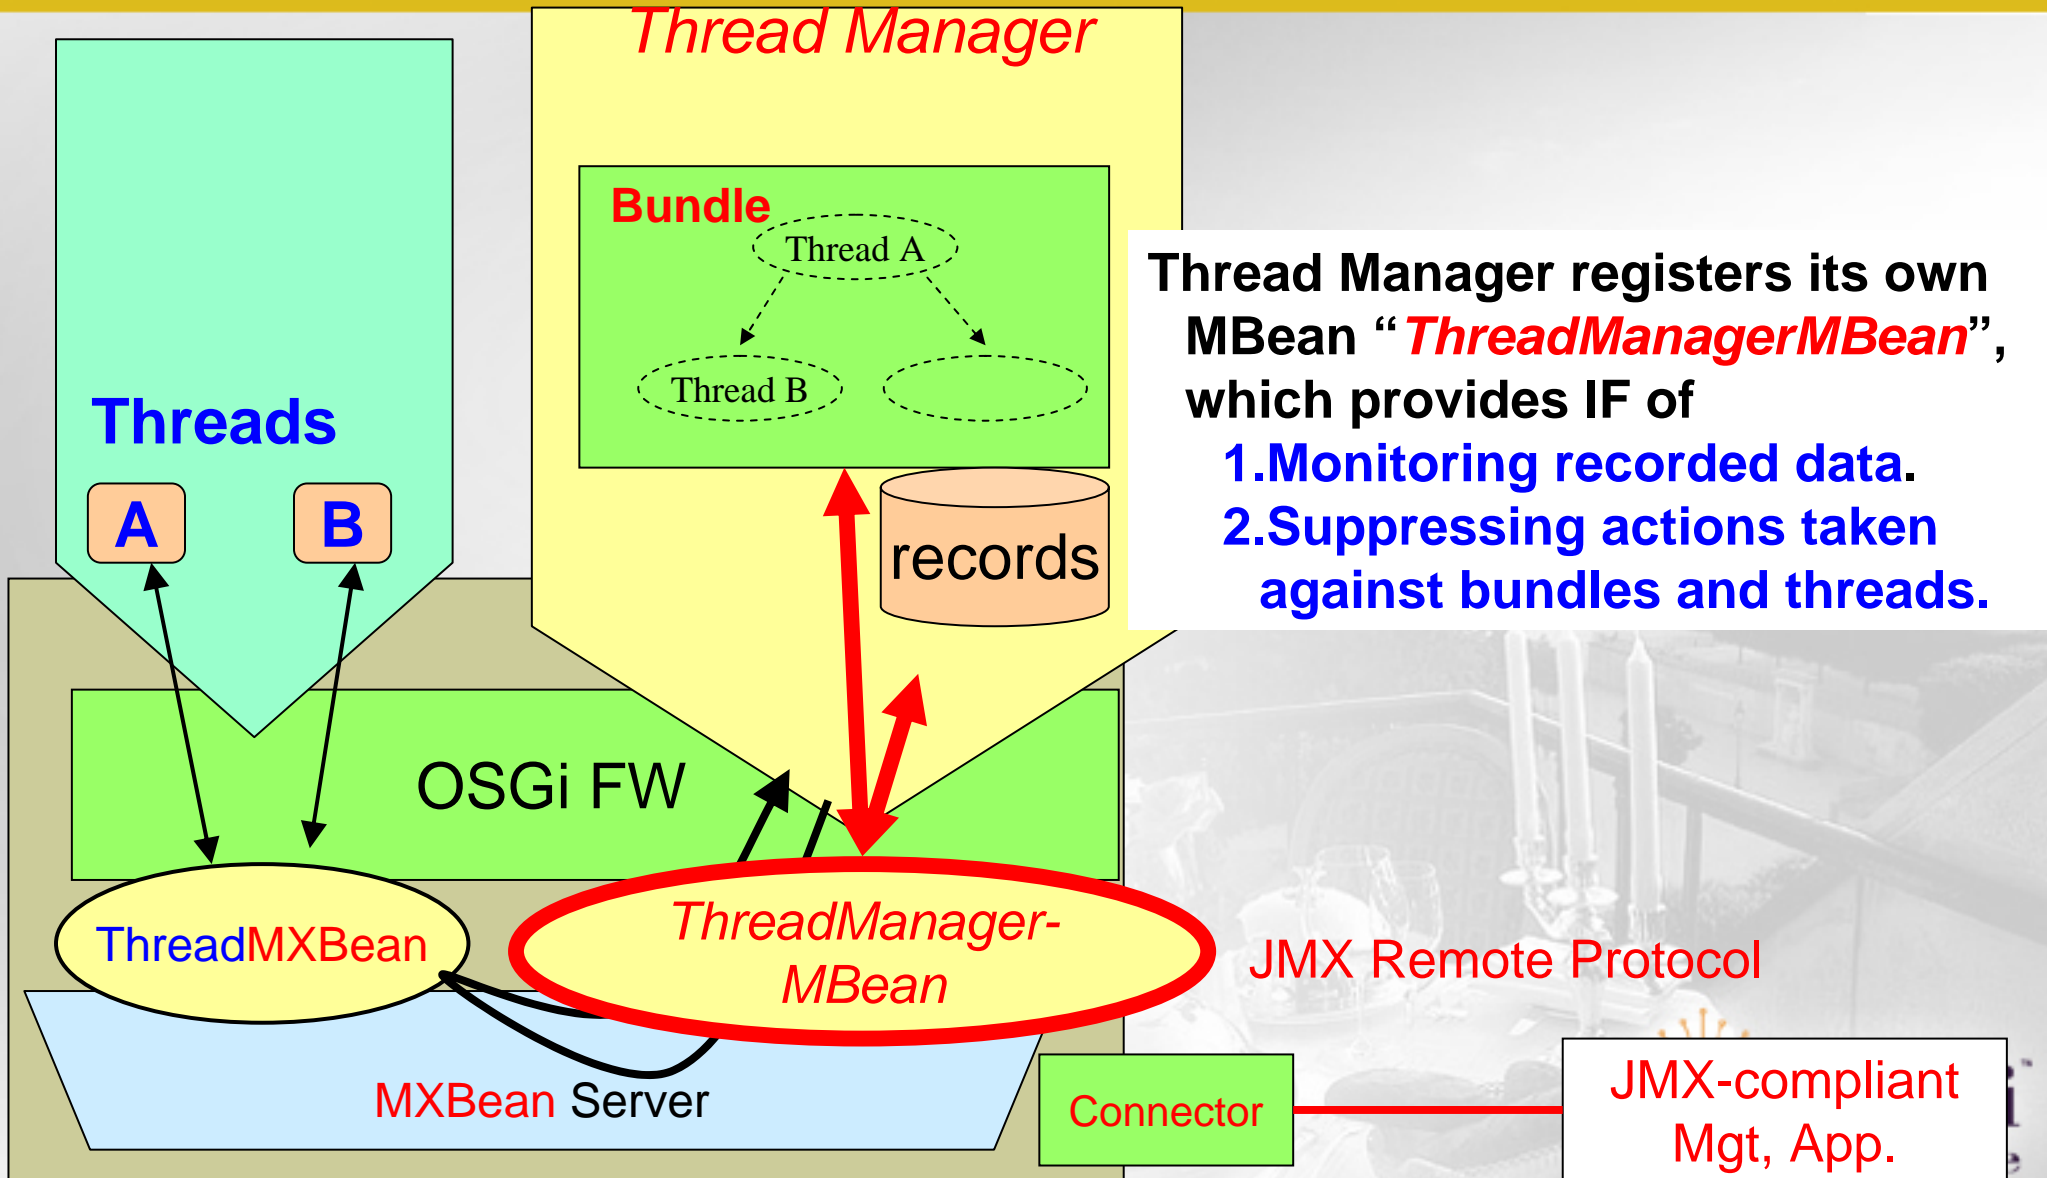 Thread Manager
Bundle
Thread A
Thread B
Threads
A
B
records
Thread Manager registers its own
MBean “ThreadManagerMBean”,
which provides IF of
1.Monitoring recorded data.
2.Suppressing actions taken
against bundles and threads.
OSGi FW
ThreadMXBean
ThreadManager-
MBean
JMX Remote Protocol
MXBean Server
Connector
JMX-compliant
Mgt, App.